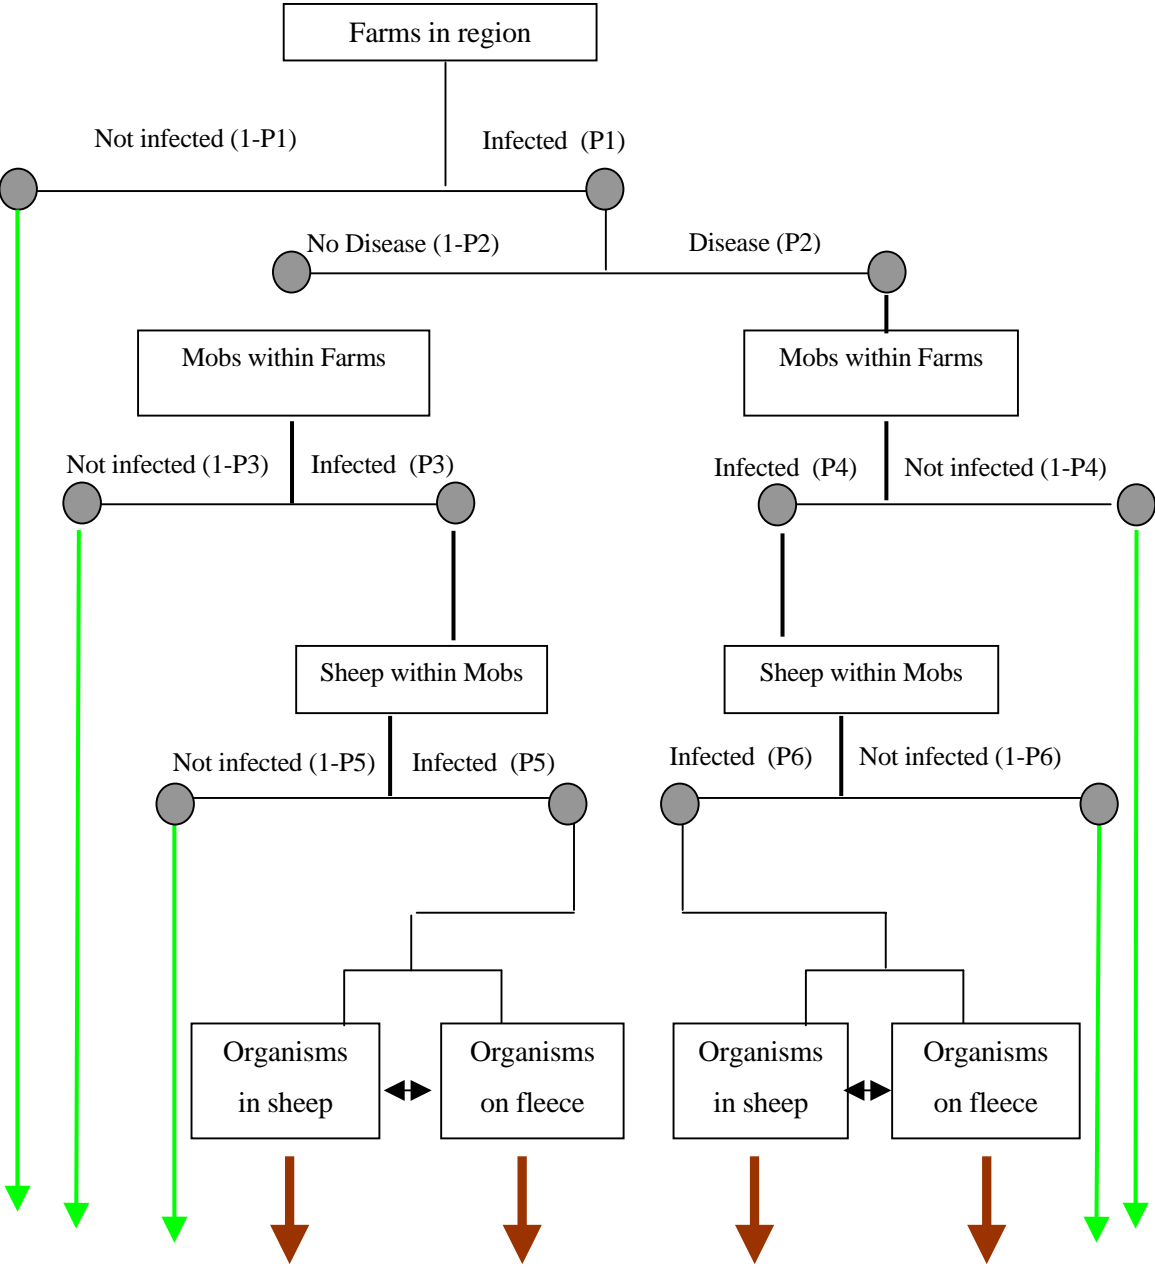 Farms in region
Not infected (1-P1)
Infected (P1)
No Disease (1-P2)
Disease (P2)
Mobs within Farms
Mobs within Farms
Not infected (1-P3)
Infected (P3)
Infected (P4)
Not infected (1-P4)
Sheep within Mobs
Sheep within Mobs
Not infected (1-P5)
Infected (P5)
Infected (P6)
Not infected (1-P6)
Organisms
in sheep
Organisms
on fleece
Organisms
in sheep
Organisms
on fleece